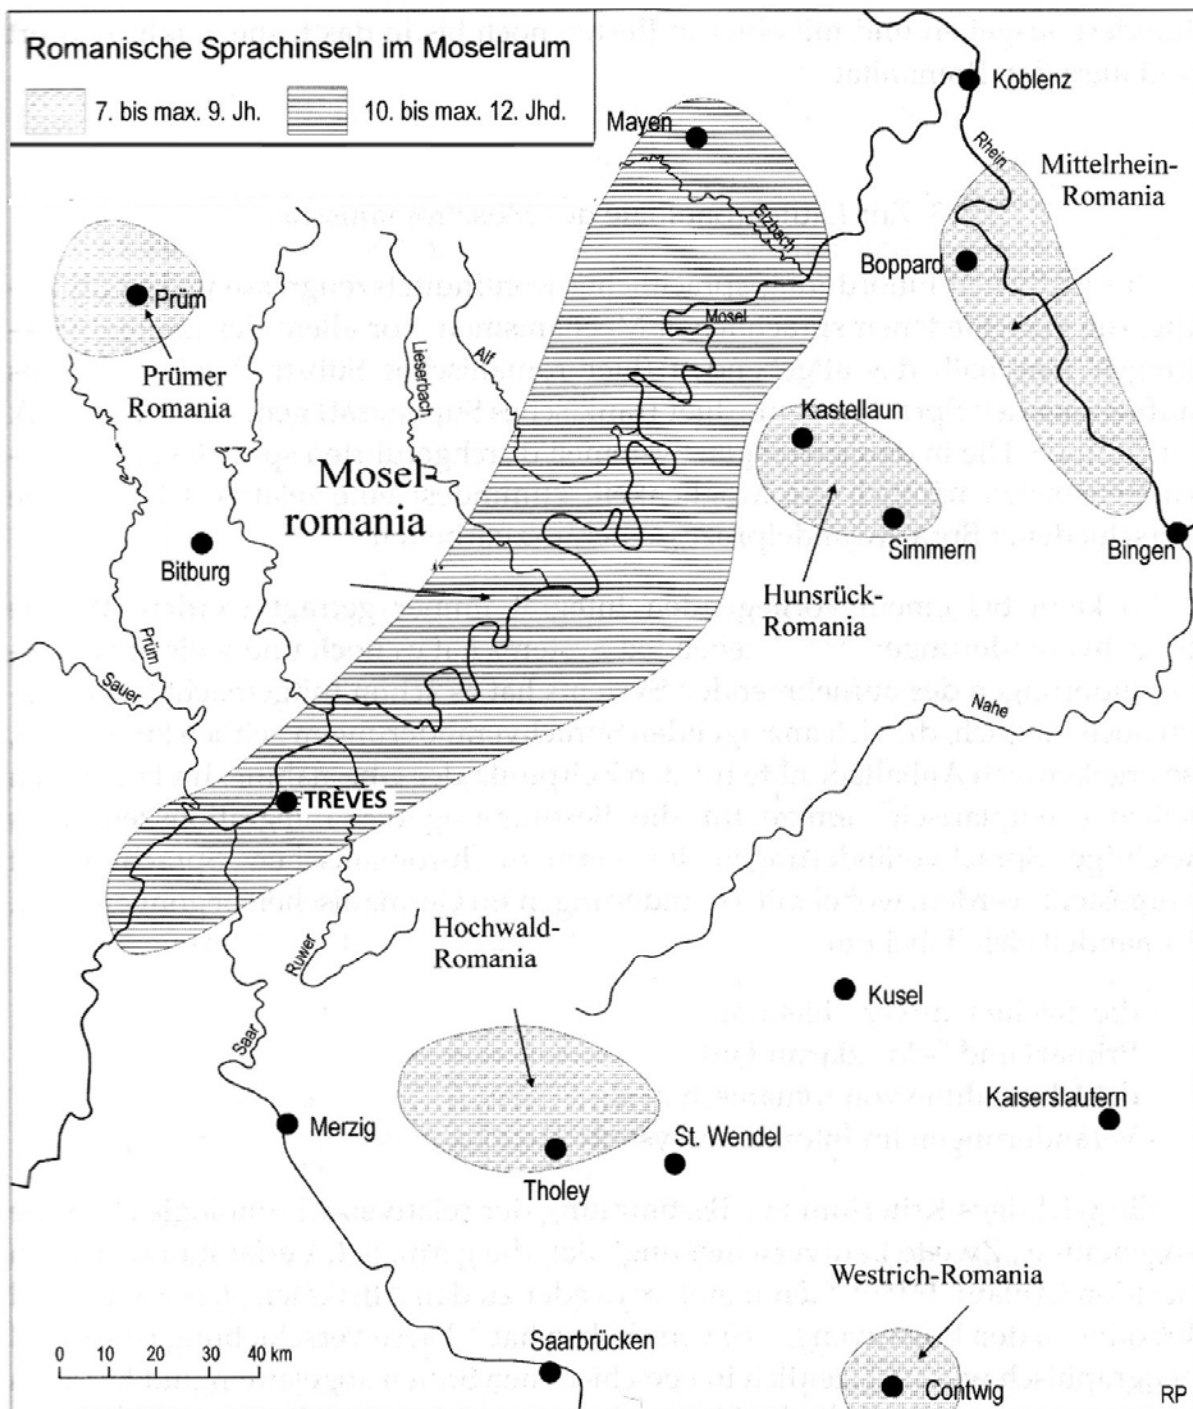 Romanische Sprachinseln im Moselraum
7. bis max. 9. Jh.
10. bis max. 12. Jhd.
Koblenz
Mayen
Rhein
Mittelrhein-
Romania
Elzbach
Boppard
Prüm
Mosel
Prümer
Romania
Lieserbach
Alf
Kastellaun
Mosel-
romania
Simmern
Bingen
Bitburg
Hunsrück-
Romania
Prüm
Sauer
Nahe
TRÈVES
Hochwald-
Romania
Ruwer
Kusel
Saar
Kaiserslautern
Merzig
St. Wendel
Tholey
Westrich-Romania
Saarbrücken
0 10 20 40 km
Contwig
RP